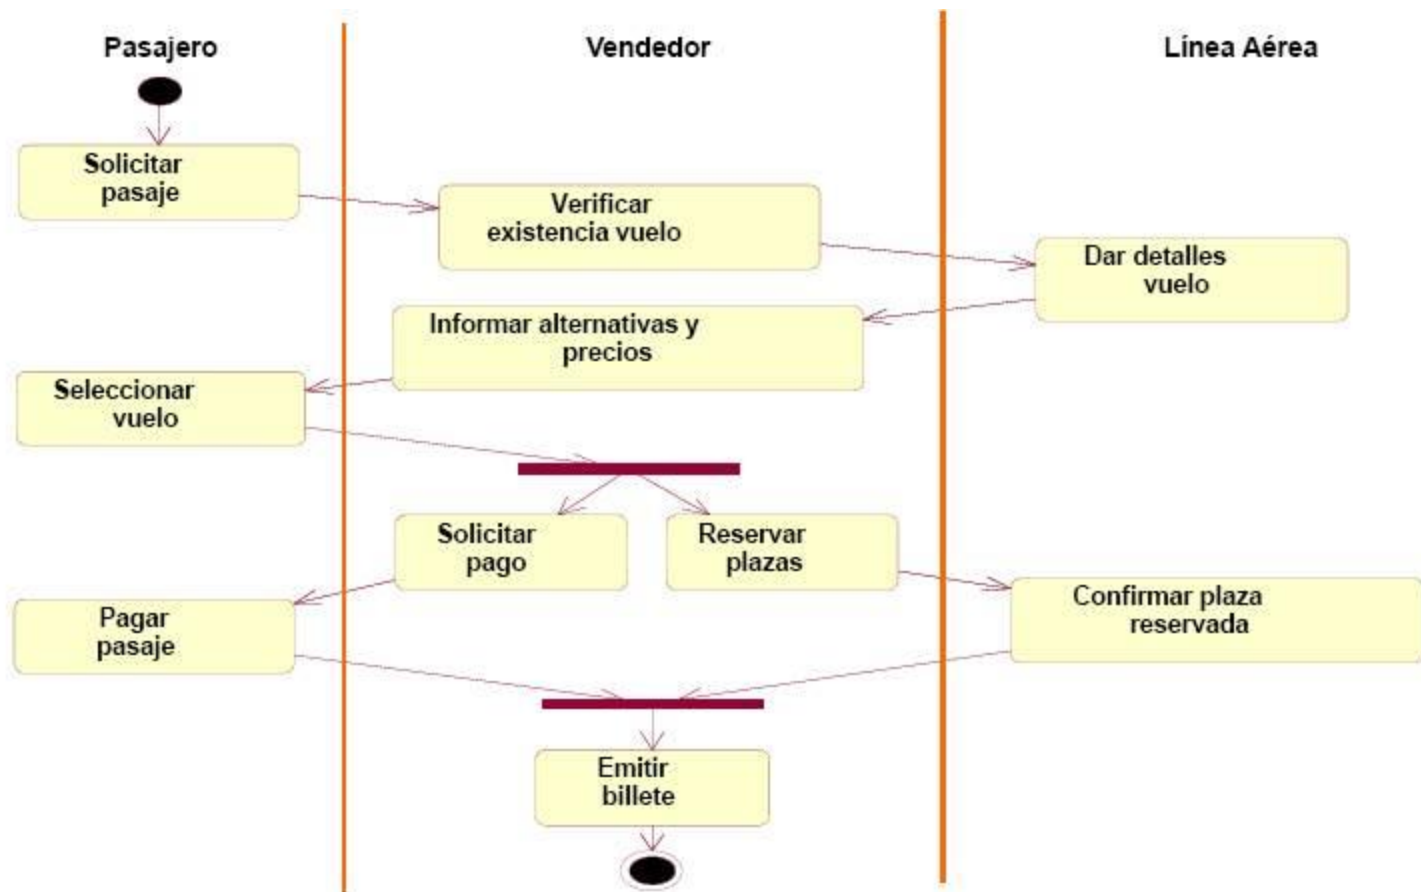 Pasajero
Vendedor
Línea Aérea
Solicitar
pasaje
Verificar
existencia vuelo
Dar detalles
vuelo
Informar alternativas y
precios
Seleccionar
vuelo
Solicitar
pago
Reservar
plazas
Confirmar plaza
reservada
Pagar
pasaje
Emitir
billete